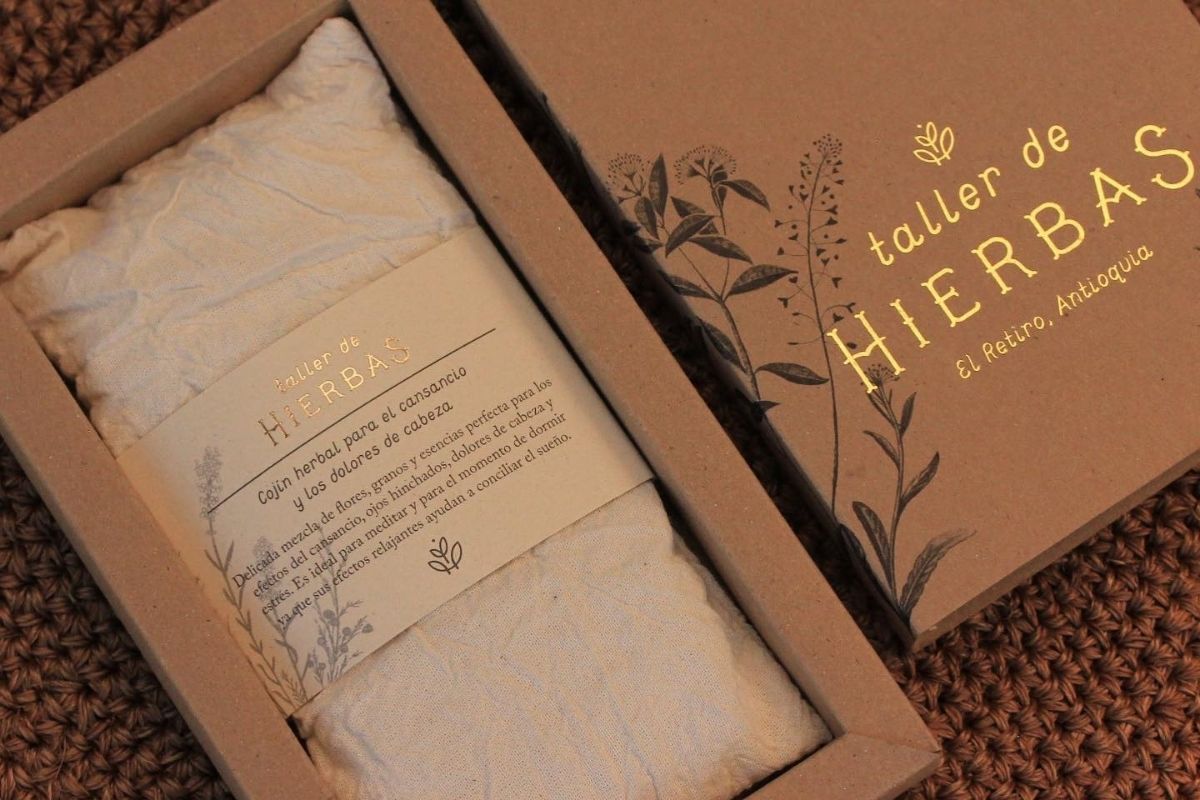 taller de
HIERBAS
Cojín herbal para el cansancio
y los dolores de cabeza
Delicada mezcla de flores, granos y esencias perfecta para los
efectos del cansancio, ojos hinchados, dolores de cabeza y
estrés. Es ideal para meditar y para el momento de dormir
ya que sus efectos relajantes ayudan a conciliar el sueño.
taller de
HIERBAS
El Retiro, Antioquia